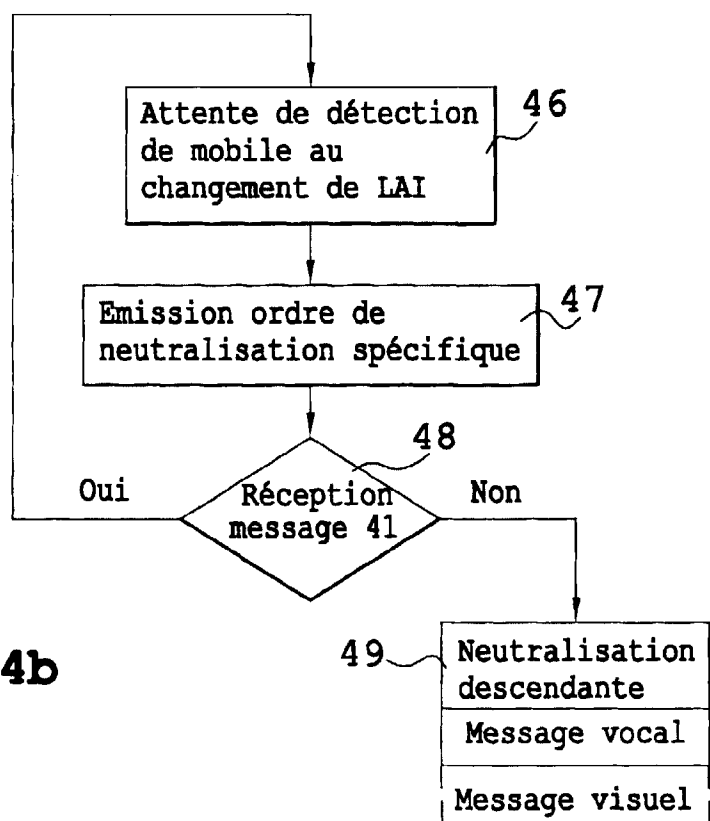 Attente de détection
de mobile au
changement de LAI
46
Emission ordre de
neutralisation spécifique
47
48
Oui
Réception
message 41
Non
4b
49
Neutralisation
descendante
Message vocal
Message visuel